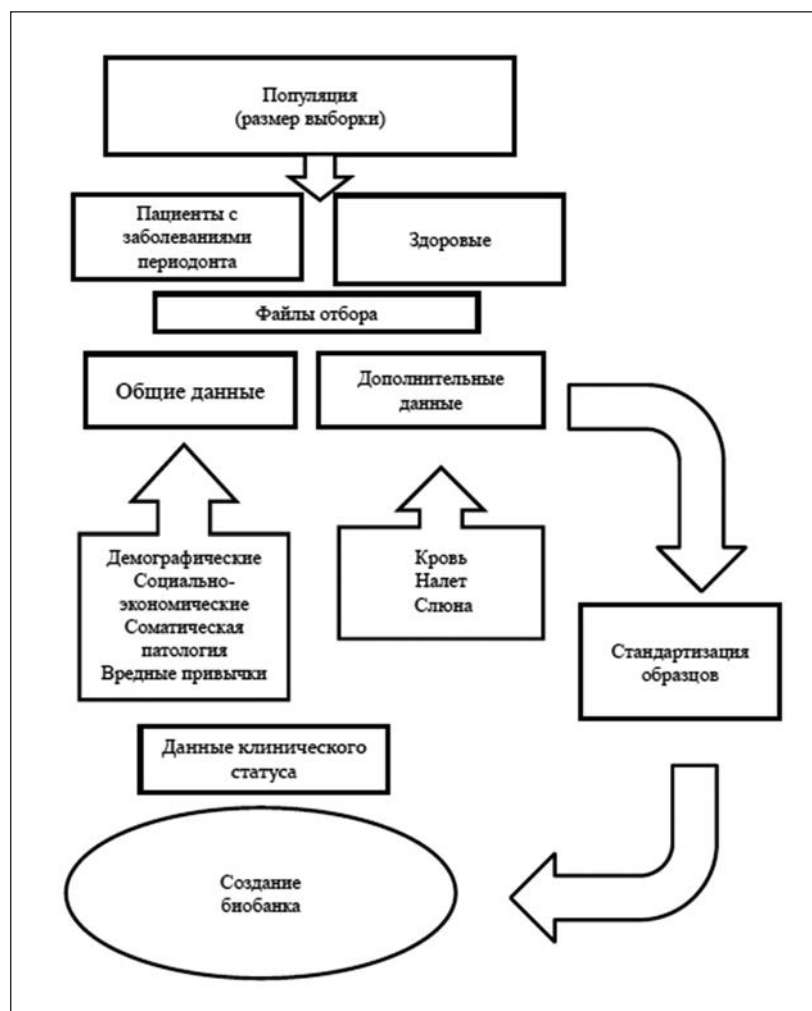 Популяция
(размер выборки)
Пациенты с
заболеваниями
периодонта
Здоровые
Файлы отбора
Общие данные
Дополнительные
данные
Демографические
Социально-
экономические
Соматическая
патология
Вредные привычки
Кровь
Налет
Слюна
Стандартизация
образцов
Данные клинического
статуса
Создание
биобанка